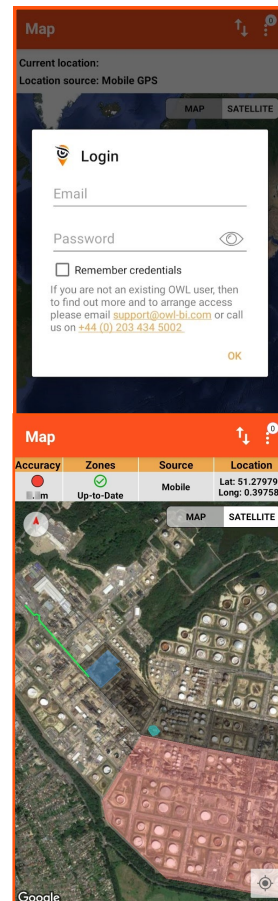 Map
0
Current location:
Location source: Mobile GPS
MAP SATELLITE
Login
Email
Password
Remember credentials
If you are not an existing OWL user, then
to find out more and to arrange access
please email support@owl-bi.com or call
us on +44 (0) 203 434 5002
OK
Map
0
Accuracy Zones Source Location
m Up-to-Date Mobile Lat: 51.27979
Long: 0.39758
MAP SATELLITE
Google